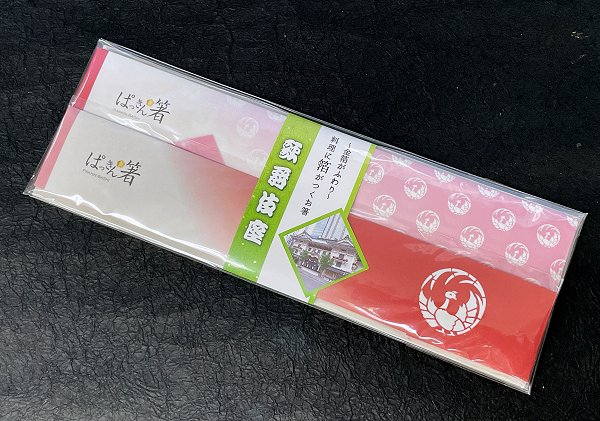 ぱっきん箸
ぱっきん箸
歌舞伎座
～金箔がふわり～
料理に箔がつくお箸